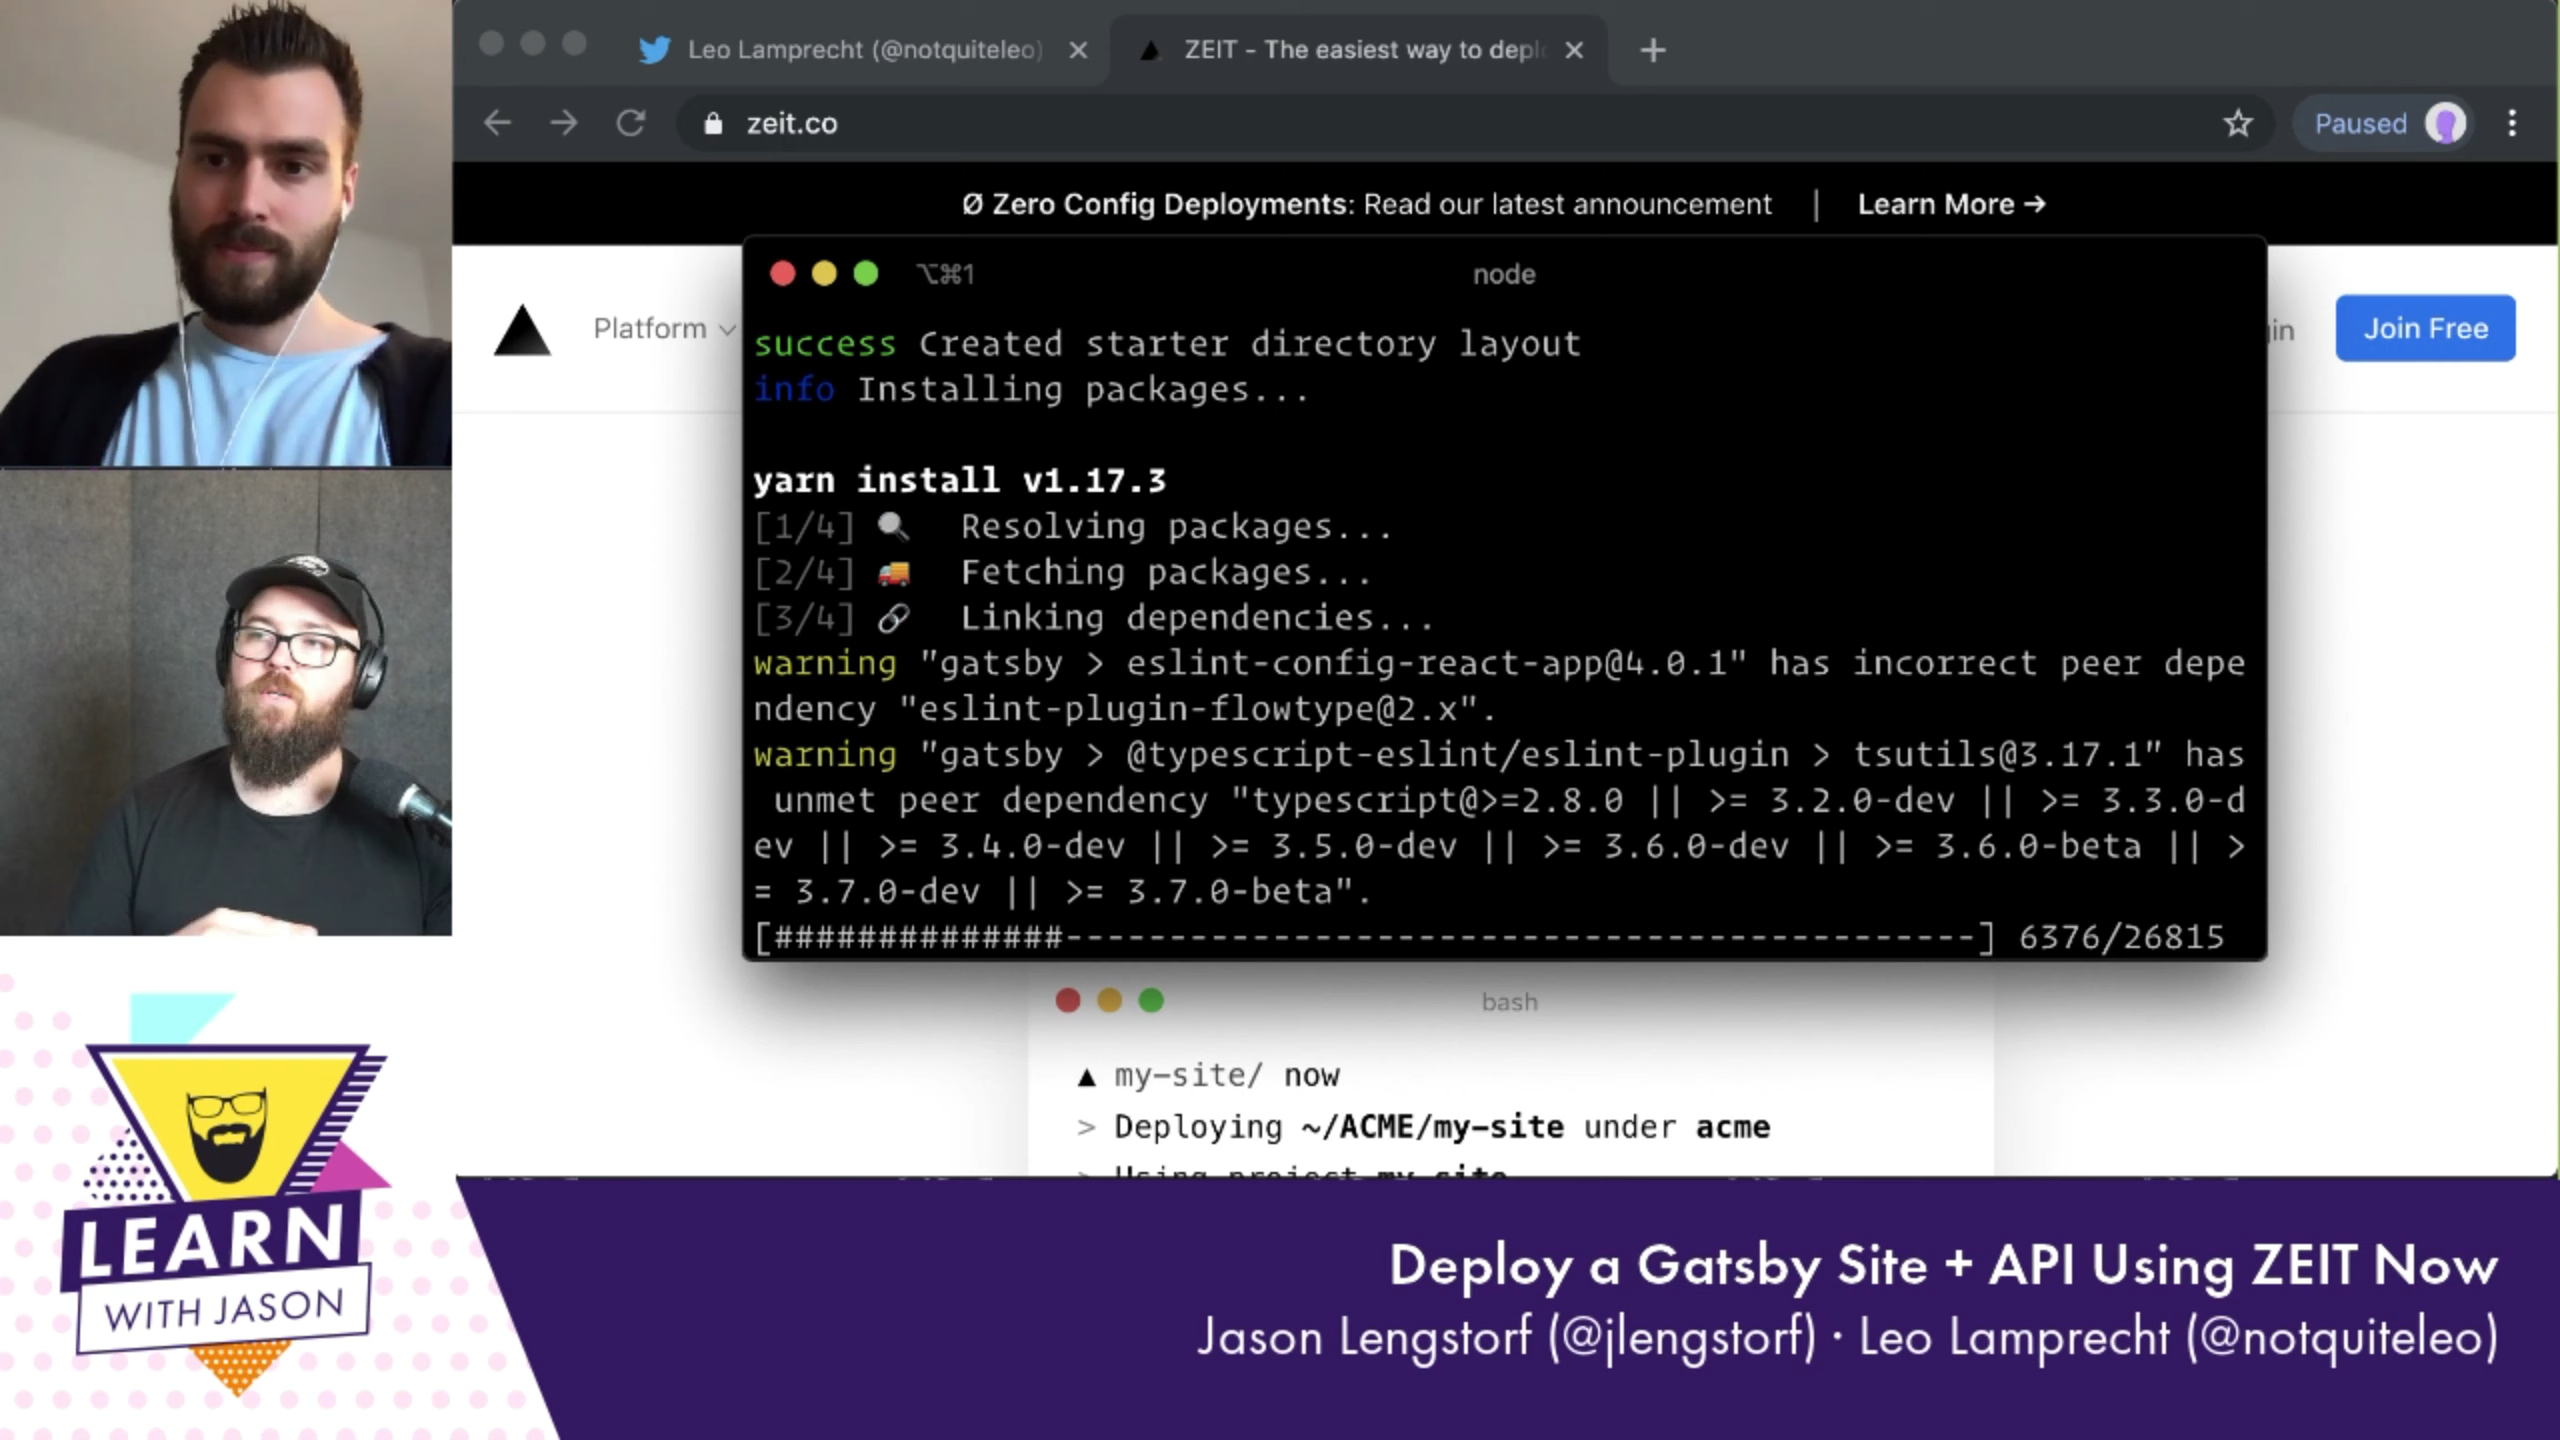 Leo Lamprecht (@notquiteleo)
ZEIT - The easiest way to depl
zeit.co
Paused
Ø Zero Config Deployments: Read our latest announcement | Learn More →
Platform
Join Free
⌥⌘1
node
success Created starter directory layout
info Installing packages...
yarn install v1.17.3
[1/4] 🔍 Resolving packages...
[2/4] 🚚 Fetching packages...
[3/4] 🔗 Linking dependencies...
warning "gatsby > eslint-config-react-app@4.0.1" has incorrect peer depe
ndency "eslint-plugin-flowtype@2.x".
warning "gatsby > @typescript-eslint/eslint-plugin > tsutils@3.17.1" has
unmet peer dependency "typescript@>=2.8.0 || >= 3.2.0-dev || >= 3.3.0-d
ev || >= 3.4.0-dev || >= 3.5.0-dev || >= 3.6.0-dev || >= 3.6.0-beta || >
= 3.7.0-dev || >= 3.7.0-beta".
[##############--------------------------------------------] 6376/26815
bash
▲ my-site/ now
> Deploying ~/ACME/my-site under acme
> Using project my-site
LEARN
WITH JASON
Deploy a Gatsby Site + API Using ZEIT Now
Jason Lengstorf (@jlengstorf) · Leo Lamprecht (@notquiteleo)